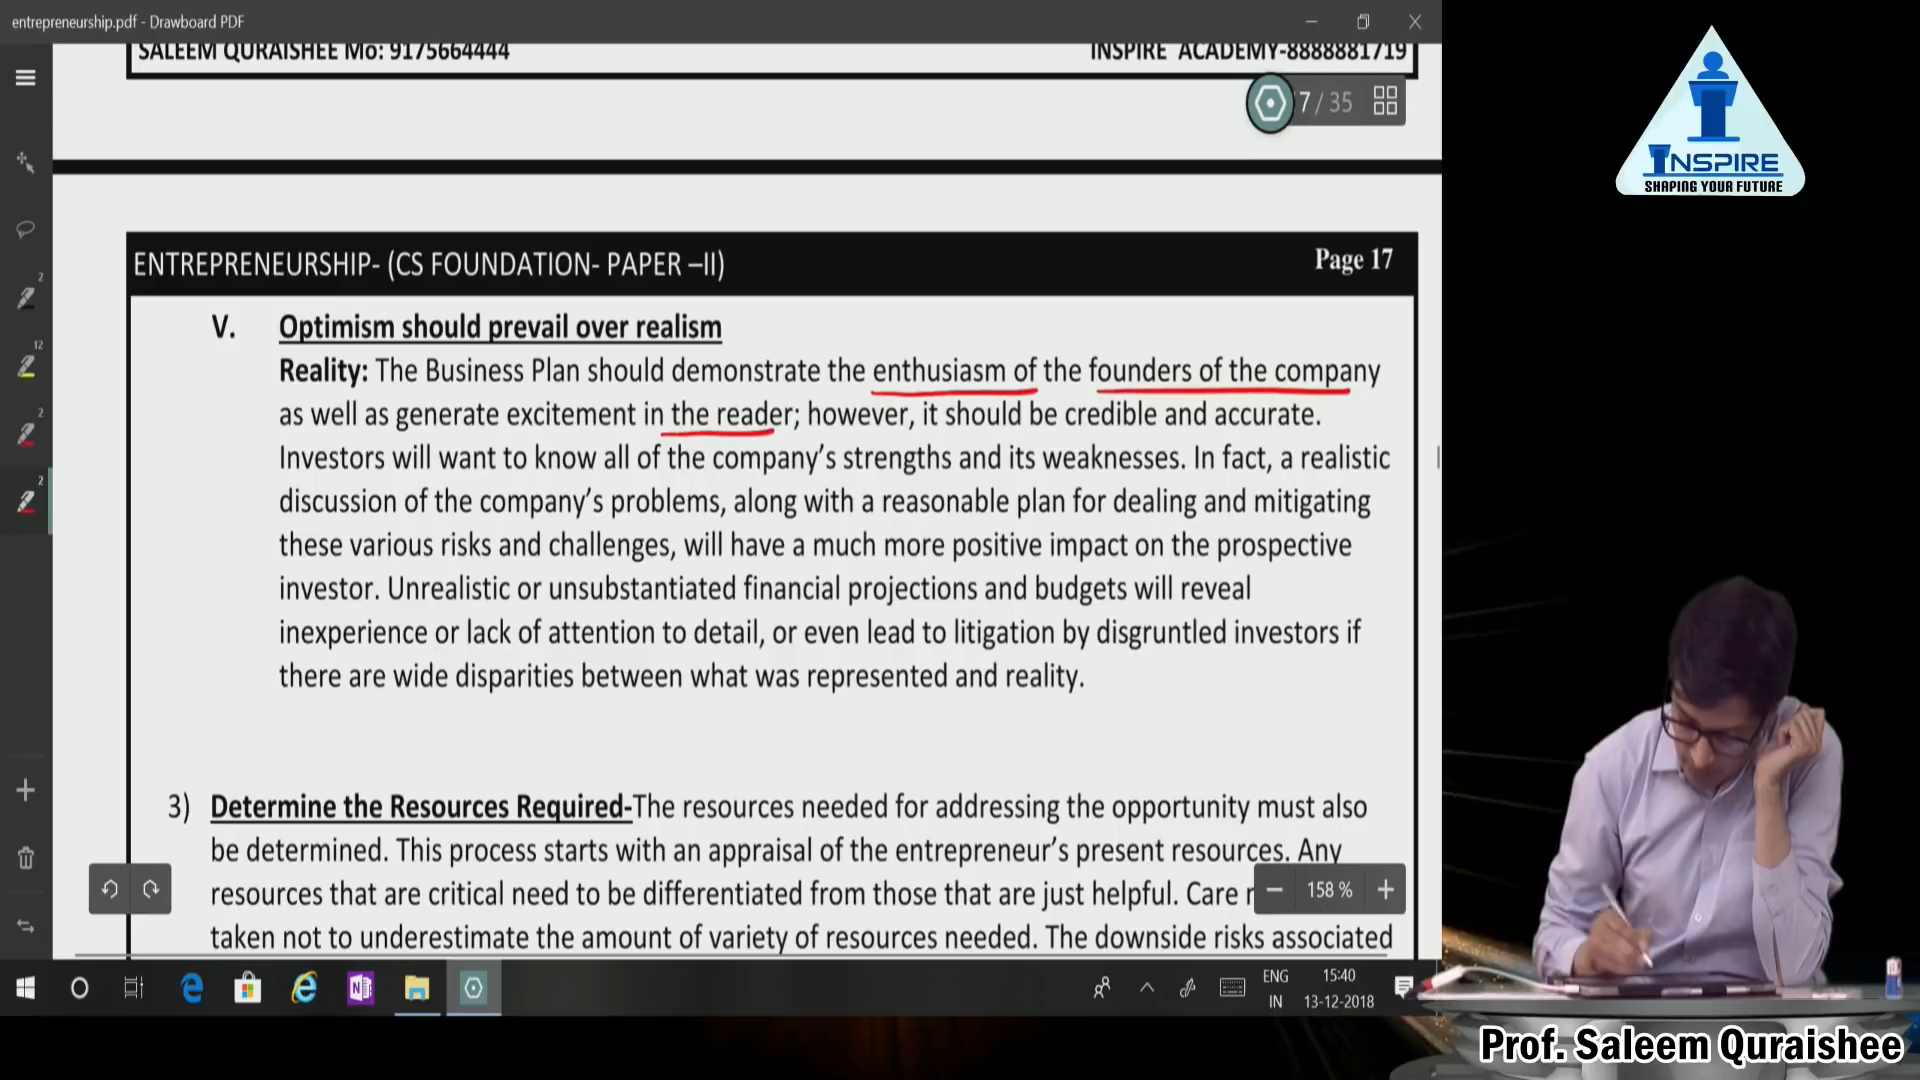 entrepreneurship.pdf - Drawboard PDF
SALEEM QURAISHEE Mo: 9175664444 INSPIRE ACADEMY-8888881719
7 / 35
ENTREPRENEURSHIP- (CS FOUNDATION- PAPER –II) Page 17
V. Optimism should prevail over realism
Reality: The Business Plan should demonstrate the enthusiasm of the founders of the company
as well as generate excitement in the reader; however, it should be credible and accurate.
Investors will want to know all of the company’s strengths and its weaknesses. In fact, a realistic
discussion of the company’s problems, along with a reasonable plan for dealing and mitigating
these various risks and challenges, will have a much more positive impact on the prospective
investor. Unrealistic or unsubstantiated financial projections and budgets will reveal
inexperience or lack of attention to detail, or even lead to litigation by disgruntled investors if
there are wide disparities between what was represented and reality.
3) Determine the Resources Required-The resources needed for addressing the opportunity must also
be determined. This process starts with an appraisal of the entrepreneur’s present resources. Any
resources that are critical need to be differentiated from those that are just helpful. Care
taken not to underestimate the amount of variety of resources needed. The downside risks associated
2
12
2
2
158 %
ENG
IN
15:40
13-12-2018
INSPIRE
SHAPING YOUR FUTURE
Prof. Saleem Quraishee